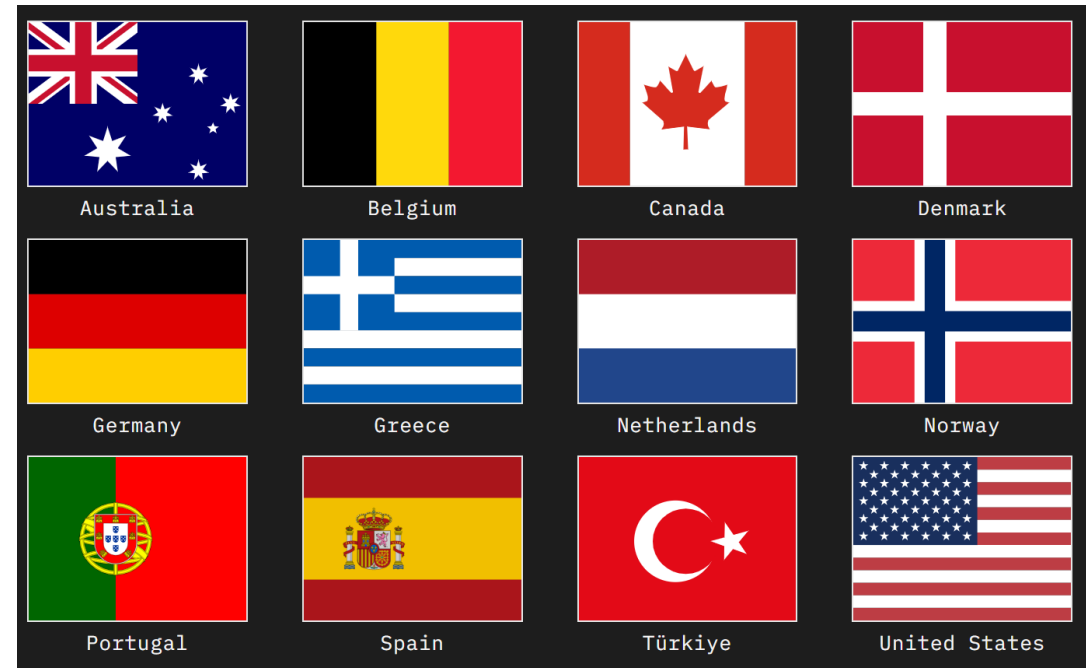 Australia
Belgium
Canada
Denmark
Germany
Greece
Netherlands
Norway
Portugal
Spain
Türkiye
United States